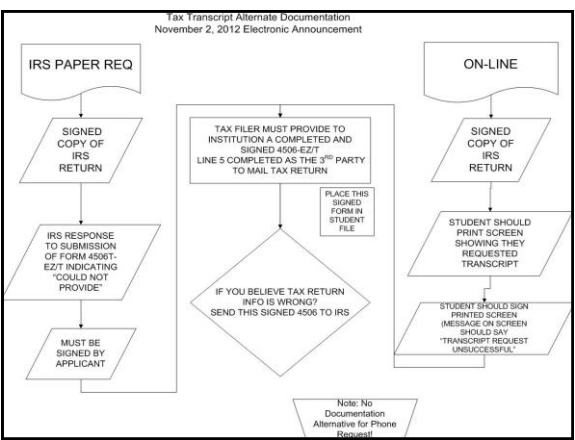 Tax Transcript Alternate Documentation
November 2, 2012 Electronic Announcement
IRS PAPER REQ
SIGNED
COPY OF
IRS
RETURN
IRS RESPONSE
TO SUBMISSION
OF FORM 4506T-
EZ/T INDICATING
"COULD NOT
PROVIDE"
MUST BE
SIGNED BY
APPLICANT
TAX FILER MUST PROVIDE TO
INSTITUTION A COMPLETED AND
SIGNED 4506-EZ/T
LINE 5 COMPLETED AS THE 3RD PARTY
TO MAIL TAX RETURN
PLACE THIS
SIGNED
FORM IN
STUDENT
FILE
IF YOU BELIEVE TAX RETURN
INFO IS WRONG?
SEND THIS SIGNED 4506 TO IRS
ON-LINE
SIGNED
COPY OF
IRS
RETURN
STUDENT SHOULD
PRINT SCREEN
SHOWING THEY
REQUESTED
TRANSCRIPT
STUDENT SHOULD SIGN
PRINTED SCREEN
(MESSAGE ON SCREEN
SHOULD SAY
"TRANSCRIPT REQUEST
UNSUCCESSFUL"
Note: No
Documentation
Alternative for Phone
Request!